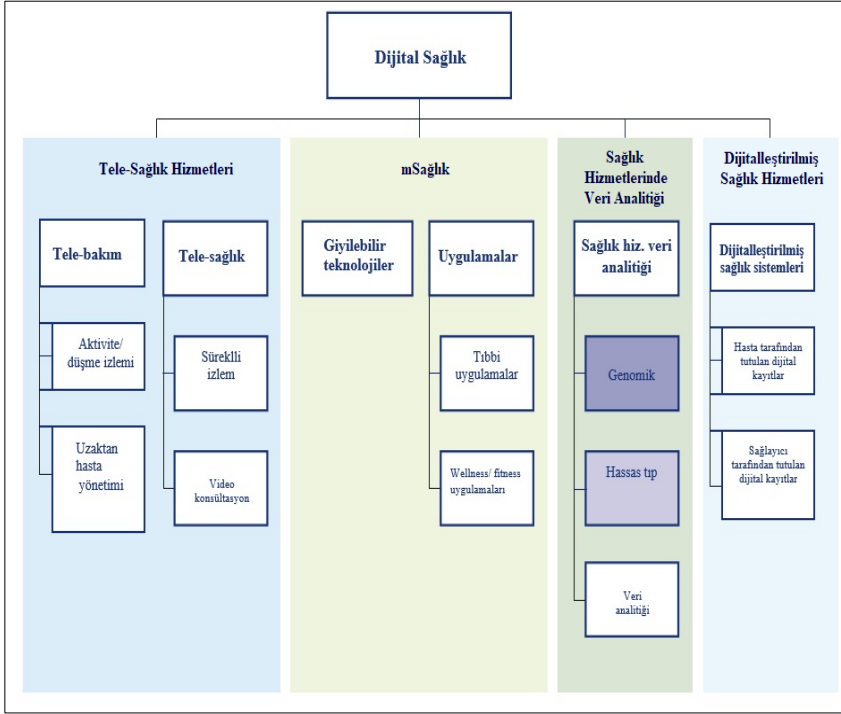 Dijital Sağlık
Tele-Sağlık Hizmetleri
Tele-bakım
Aktivite/
düşme izlemi
Uzaktan
hasta
yönetimi
Tele-sağlık
Süreklli
izlem
Video
konsültasyon
mSağlık
Giyilebilir
teknolojiler
Uygulamalar
Tıbbi
uygulamalar
Wellness/ fitness
uygulamaları
Sağlık
Hizmetlerinde
Veri Analitiği
Sağlık hiz. veri
analitiği
Genomik
Hassas tıp
Veri
analitiği
Dijitalleştirilmiş
Sağlık Hizmetleri
Dijitalleştirilmiş
sağlık sistemleri
Hasta tarafından
tutulan dijital
kayıtlar
Sağlayıcı
tarafından tutulan
dijital kayıtlar